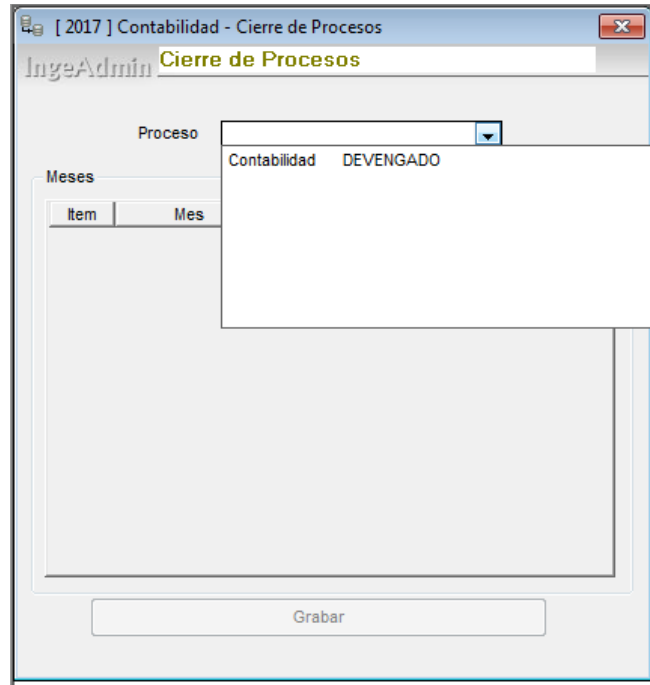 [ 2017 ] Contabilidad - Cierre de Procesos
IngeAdmin Cierre de Procesos
Proceso
Contabilidad DEVENGADO
Meses
Item Mes
Grabar